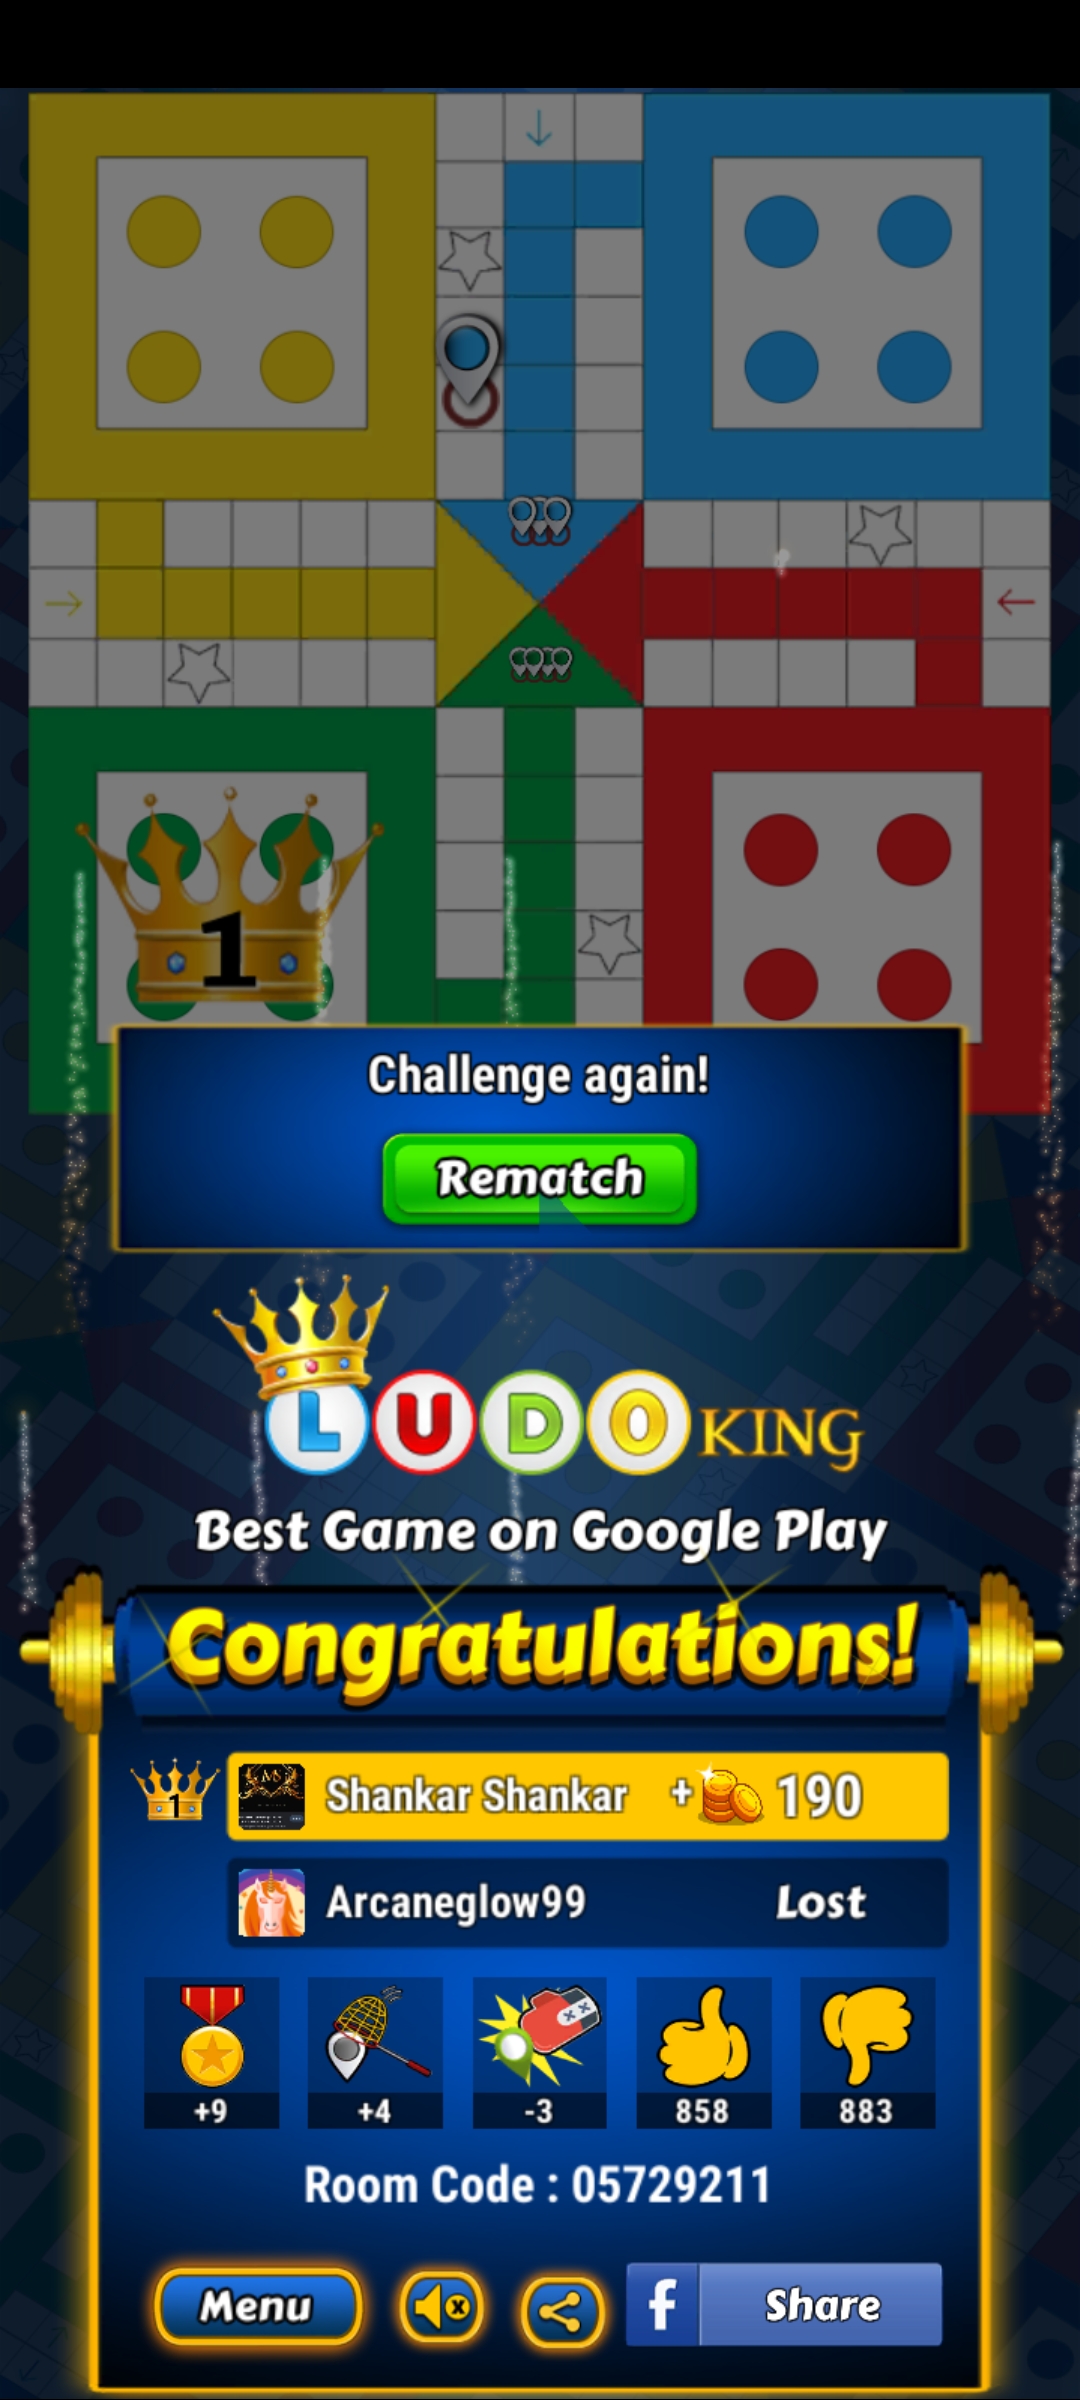 1
Challenge again!
Rematch
LUDO KING
Best Game on Google Play
Congratulations!
1 Shankar Shankar + 190
Arcaneglow99 Lost
+9 +4 -3 858 883
Room Code : 05729211
Menu f Share